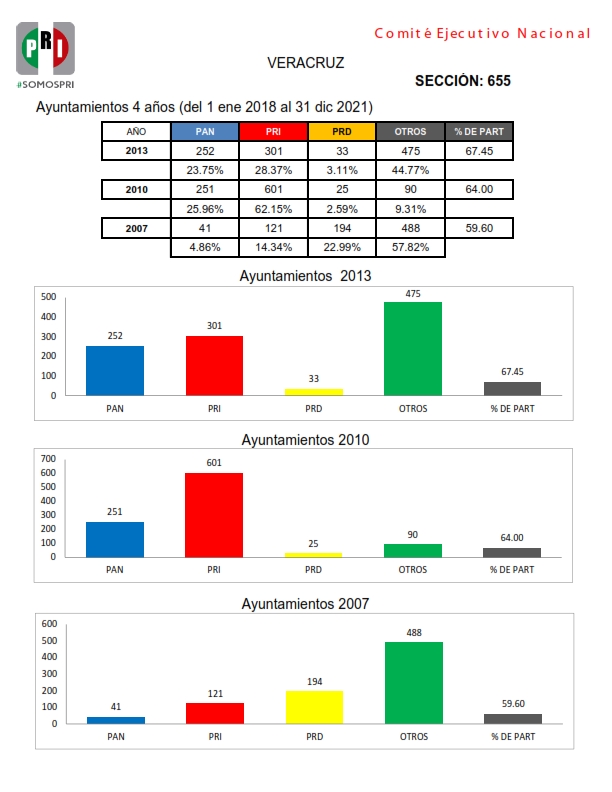 Comité Ejecutivo Nacional
PRI
#SOMOSPRI
VERACRUZ
SECCIÓN: 655
Ayuntamientos 4 años (del 1 ene 2018 al 31 dic 2021)
AÑO PAN PRI PRD OTROS % DE PART
2013 252 301 33 475 67.45
23.75% 28.37% 3.11% 44.77%
2010 251 601 25 90 64.00
25.96% 62.15% 2.59% 9.31%
2007 41 121 194 488 59.60
4.86% 14.34% 22.99% 57.82%
Ayuntamientos 2013
500
400
300
200
100
0
252 301 33 475 67.45
PAN PRI PRD OTROS % DE PART
Ayuntamientos 2010
700
600
500
400
300
200
100
0
251 601 25 90 64.00
PAN PRI PRD OTROS % DE PART
Ayuntamientos 2007
600
500
400
300
200
100
0
41 121 194 488 59.60
PAN PRI PRD OTROS % DE PART